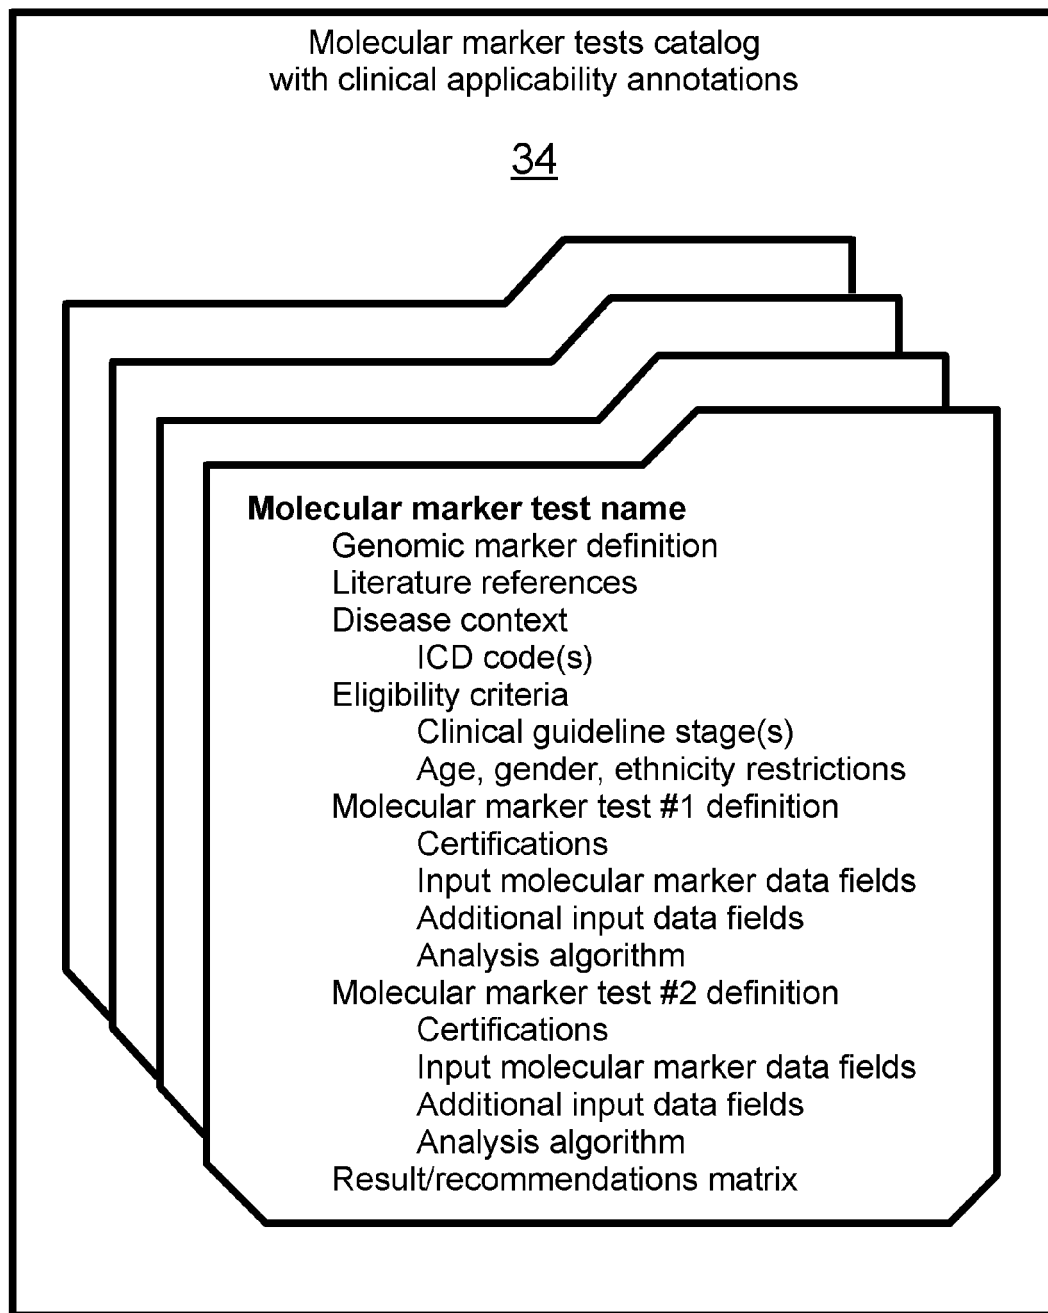 Molecular marker tests catalog
with clinical applicability annotations
34
Molecular marker test name
Genomic marker definition
Literature references
Disease context
ICD code(s)
Eligibility criteria
Clinical guideline stage(s)
Age, gender, ethnicity restrictions
Molecular marker test #1 definition
Certifications
Input molecular marker data fields
Additional input data fields
Analysis algorithm
Molecular marker test #2 definition
Certifications
Input molecular marker data fields
Additional input data fields
Analysis algorithm
Result/recommendations matrix